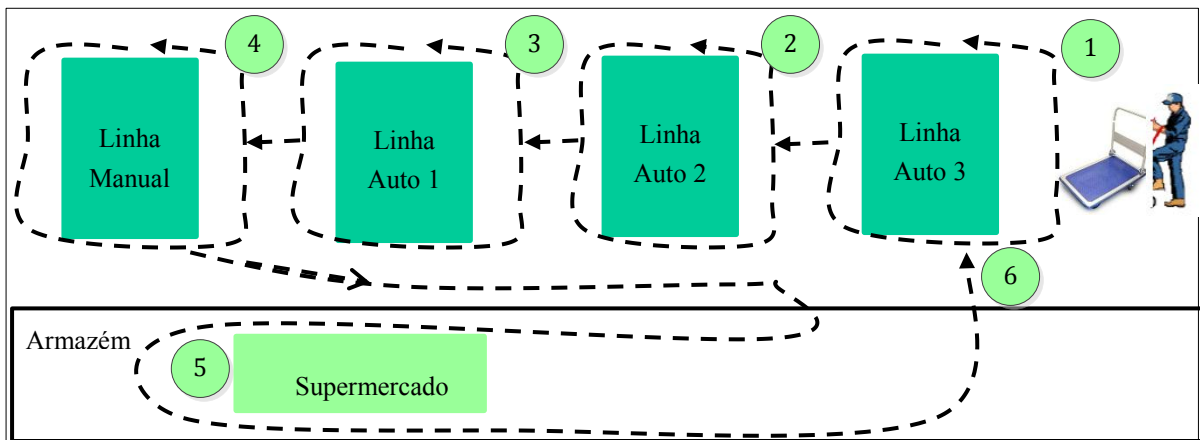 4
3
2
1
Linha
Manual
Linha
Auto 1
Linha
Auto 2
Linha
Auto 3
6
Armazém
5
Supermercado